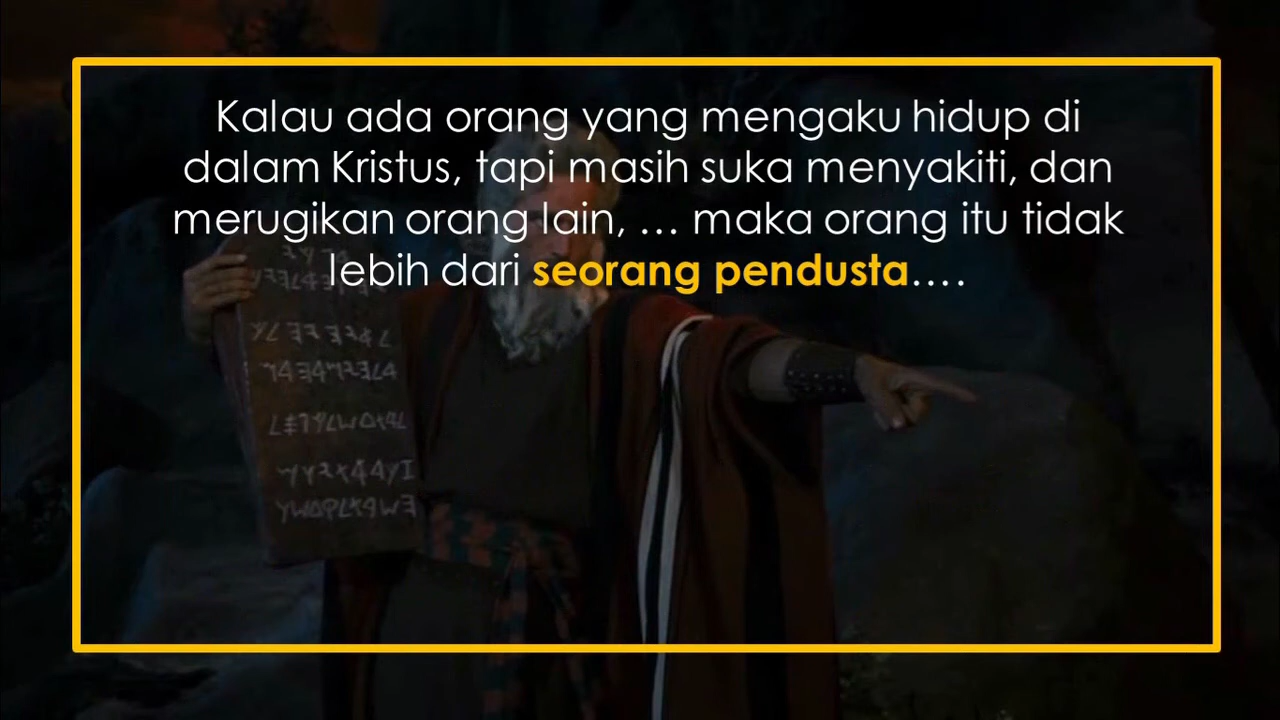 Kalau ada orang yang mengaku hidup di
dalam Kristus, tapi masih suka menyakiti, dan
merugikan orang lain, … maka orang itu tidak
lebih dari seorang pendusta….